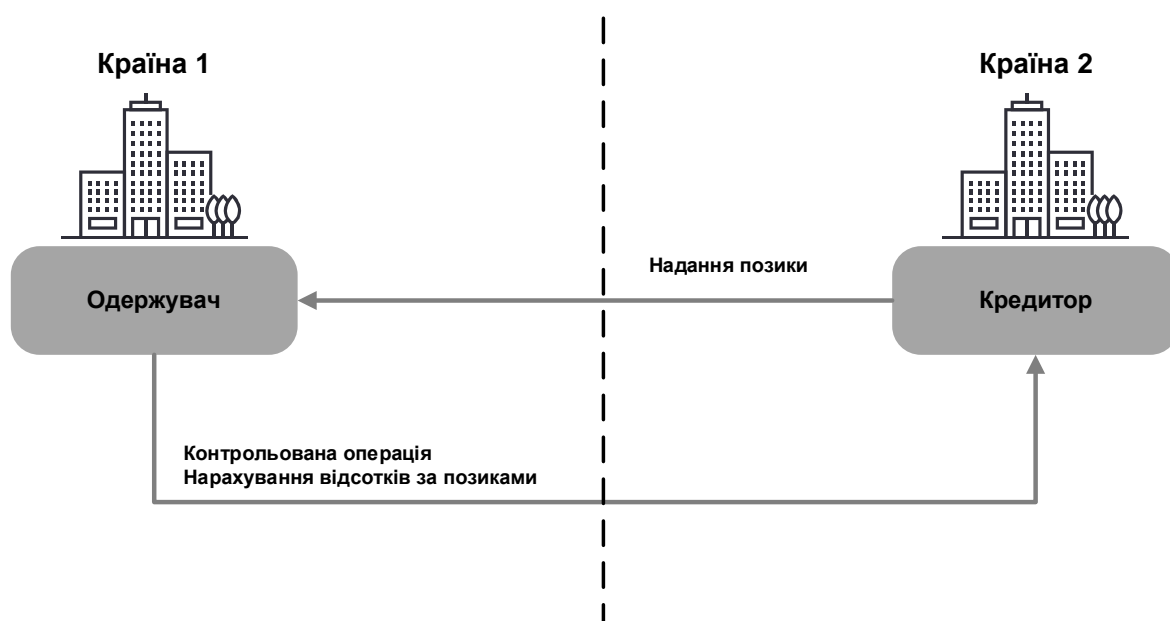 Країна 1
Країна 2
Надання позики
Одержувач
Кредитор
Контрольована операція
Нарахування відсотків за позиками